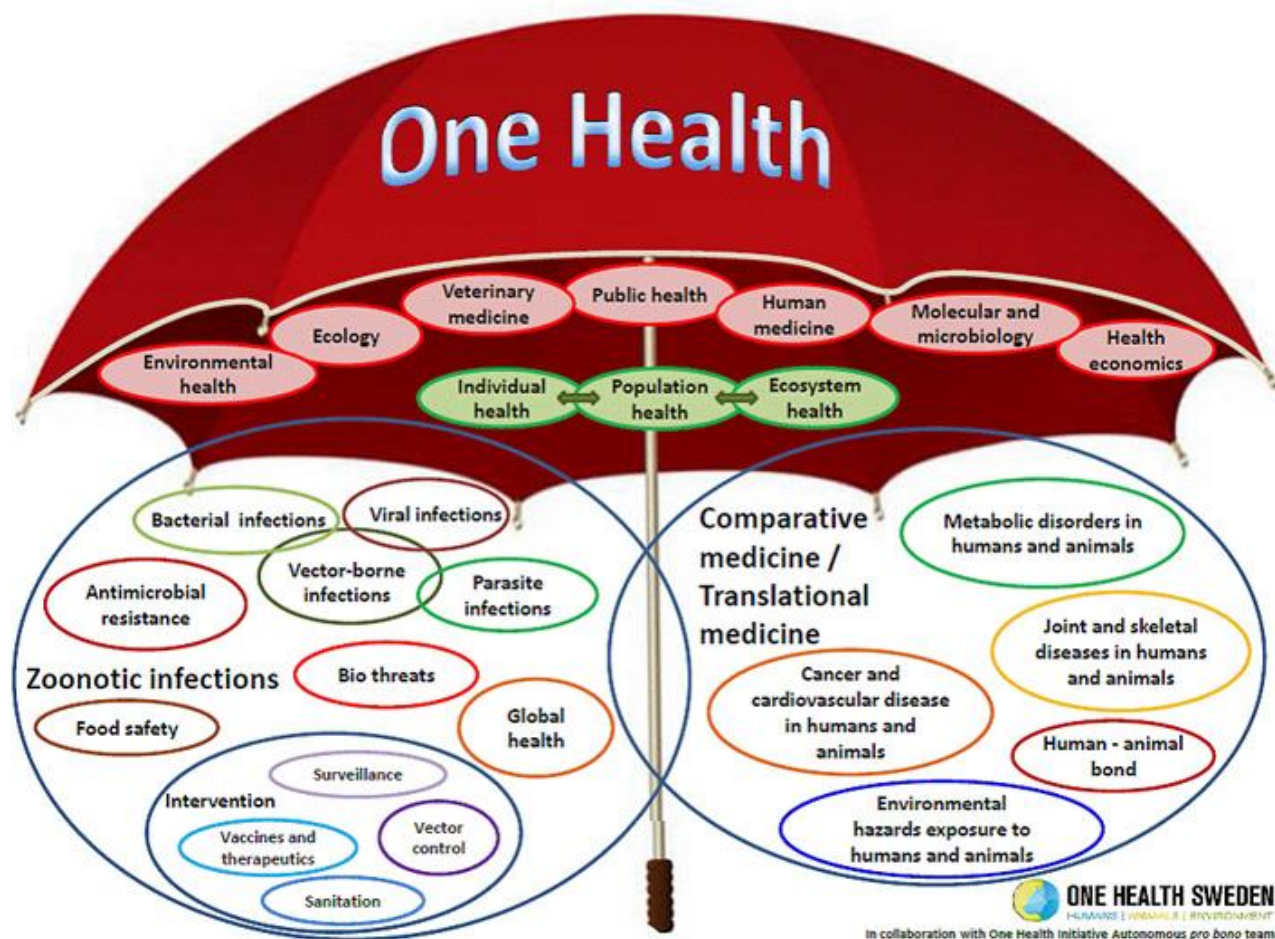 One Health
Environmental
health
Ecology
Veterinary
medicine
Public health
Human
medicine
Molecular and
microbiology
Health
economics
Individual
health
Population
health
Ecosystem
health
Bacterial infections
Viral infections
Vector-borne
infections
Parasite
infections
Antimicrobial
resistance
Zoonotic infections
Bio threats
Food safety
Global
health
Surveillance
Intervention
Vaccines and
therapeutics
Vector
control
Sanitation
Comparative
medicine /
Translational
medicine
Metabolic disorders in
humans and animals
Joint and skeletal
diseases in humans
and animals
Cancer and
cardiovascular disease
in humans and
animals
Human - animal
bond
Environmental
hazards exposure to
humans and animals
ONE HEALTH SWEDEN
HUMANS | ANIMALS | ENVIRONMENT
In collaboration with One Health Initiative Autonomous pro bono team